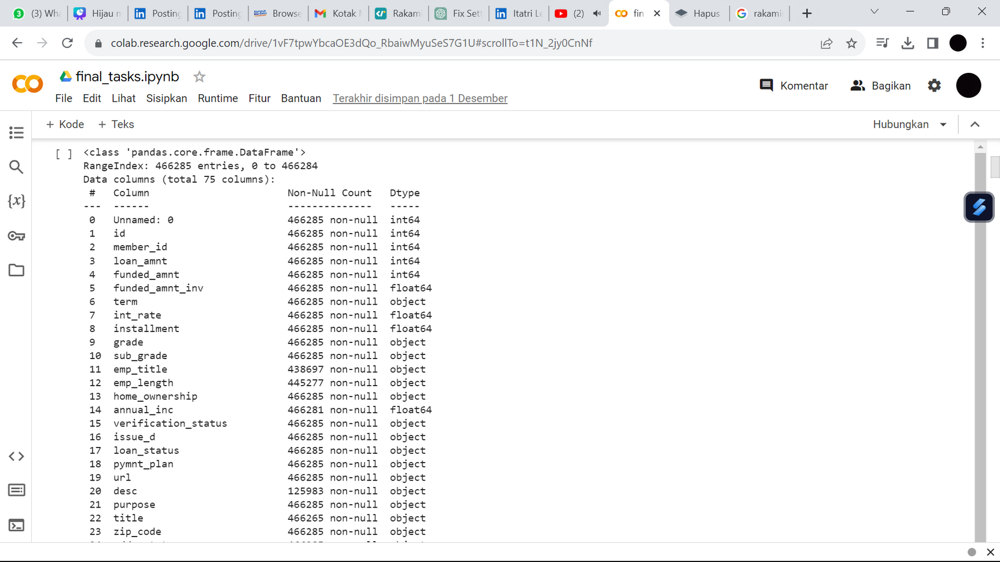 (3) Wh
Hijau
Posting
Posting
Browse
Kotak
Rakam
Fix Set
Itatri Le
(2)
fin
Hapus
rakami
colab.research.google.com/drive/1vF7tpwYbcaOE3dQo_RbaiwMyuSeS7G1U#scrollTo=t1N_2jy0CnNf
final_tasks.ipynb
Komentar Bagikan
File Edit Lihat Sisipkan Runtime Fitur Bantuan Terakhir disimpan pada 1 Desember
+ Kode + Teks Hubungkan
[ ] <class 'pandas.core.frame.DataFrame'>
RangeIndex: 466285 entries, 0 to 466284
Data columns (total 75 columns):
# Column Non-Null Count Dtype
--- ------ -------------- -----
0 Unnamed: 0 466285 non-null int64
1 id 466285 non-null int64
2 member_id 466285 non-null int64
3 loan_amnt 466285 non-null int64
4 funded_amnt 466285 non-null int64
5 funded_amnt_inv 466285 non-null float64
6 term 466285 non-null object
7 int_rate 466285 non-null float64
8 installment 466285 non-null float64
9 grade 466285 non-null object
10 sub_grade 466285 non-null object
11 emp_title 438697 non-null object
12 emp_length 445277 non-null object
13 home_ownership 466285 non-null object
14 annual_inc 466281 non-null float64
15 verification_status 466285 non-null object
16 issue_d 466285 non-null object
17 loan_status 466285 non-null object
18 pymnt_plan 466285 non-null object
19 url 466285 non-null object
20 desc 125983 non-null object
21 purpose 466285 non-null object
22 title 466265 non-null object
23 zip_code 466285 non-null object